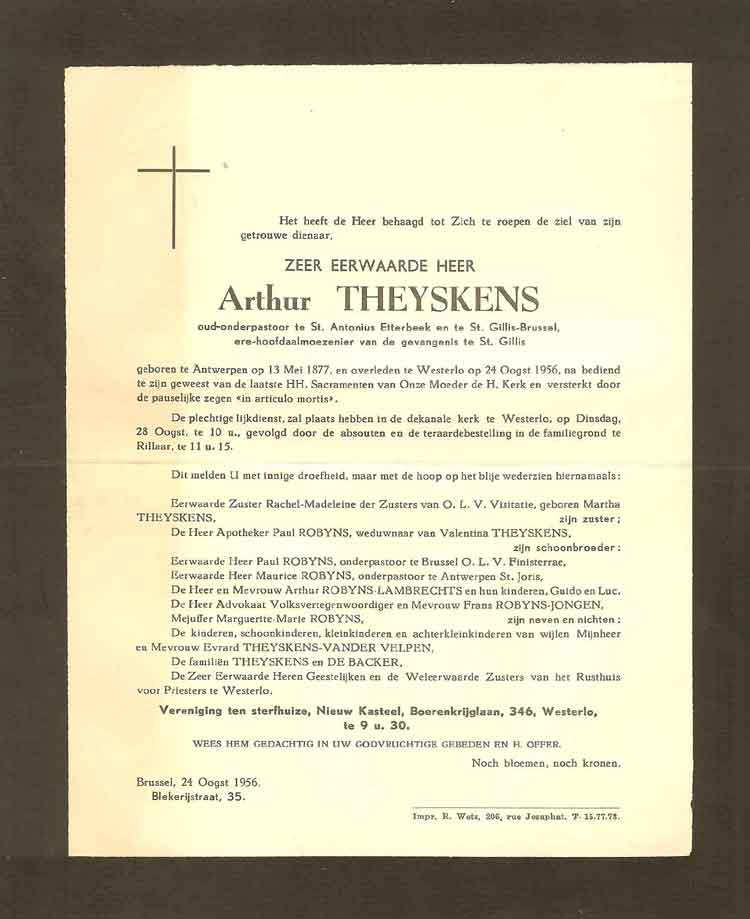 Het heeft de Heer behaagd tot Zich te roepen de ziel van zijn
getrouwe dienaar,
ZEER EERWAARDE HEER
Arthur THEYSKENS
oud-onderpastoor te St. Antonius Etterbeek en te St. Gillis-Brussel,
ere-hoofdaalmoezenier van de gevangenis te St. Gillis
geboren te Antwerpen op 13 Mei 1877, en overleden te Westerlo op 24 Oogst 1956, na bediend
te zijn geweest van de laatste HH. Sacramenten van Onze Moeder de H. Kerk en versterkt door
de pauselijke zegen «in articulo mortis».
De plechtige lijkdienst, zal plaats hebben in de dekanale kerk te Westerlo, op Dinsdag,
28 Oogst, te 10 u., gevolgd door de absouten en de teraardebestelling in de familiegrond te
Rillaar, te 11 u. 15.
Dit melden U met innige droefheid, maar met de hoop op het blije wederzien hiernamaals :
Eerwaarde Zuster Rachel-Madeleine der Zusters van O. L. V. Visitatie, geboren Martha
THEYSKENS, zijn zuster ;
De Heer Apotheker Paul ROBYNS, weduwnaar van Valentina THEYSKENS,
zijn schoonbroeder :
Eerwaarde Heer Paul ROBYNS, onderpastoor te Brussel O. L. V. Finisterrae,
Eerwaarde Heer Maurice ROBYNS, onderpastoor te Antwerpen St. Joris,
De Heer en Mevrouw Arthur ROBYNS-LAMBRECHTS en hun kinderen, Guido en Luc.
De Heer Advokaat Volksvertegenwoordiger en Mevrouw Frans ROBYNS-JONGEN,
Mejuffer Marguerite-Marie ROBYNS, zijn neven en nichten :
De kinderen, schoonkinderen, kleinkinderen en achterkleinkinderen van wijlen Mijnheer
en Mevrouw Evrard THEYSKENS-VANDER VELPEN,
De familiën THEYSKENS en DE BACKER,
De Zeer Eerwaarde Heren Geestelijken en de Weleerwaarde Zusters van het Rusthuis
voor Priesters te Westerlo.
Vereniging ten sterfhuize, Nieuw Kasteel, Boerenkrijglaan, 346, Westerlo,
te 9 u. 30.
WEES HEM GEDACHTIG IN UW GODVRUCHTIGE GEBEDEN EN H. OFFER.
Noch bloemen, noch kronen.
Brussel, 24 Oogst 1956.
Blekerijstraat, 35.
Impr. R. Wets, 206, rue Josaphat. T- 15.77.78.